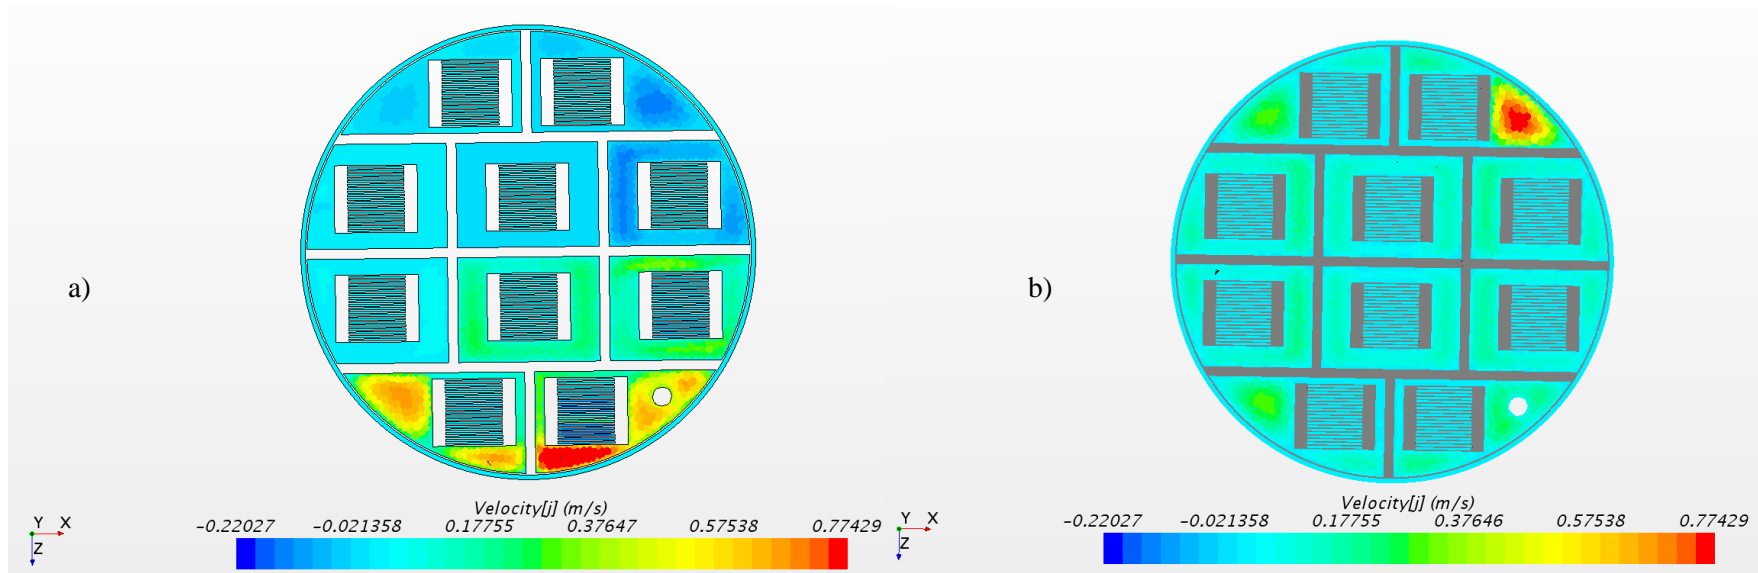 a)
b)
Velocity[j] (m/s)
-0.22027 -0.021358 0.17755 0.37647 0.57538 0.77429
Y X
Z
Velocity[j] (m/s)
-0.22027 -0.021358 0.17755 0.37646 0.57538 0.77429
Y X
Z